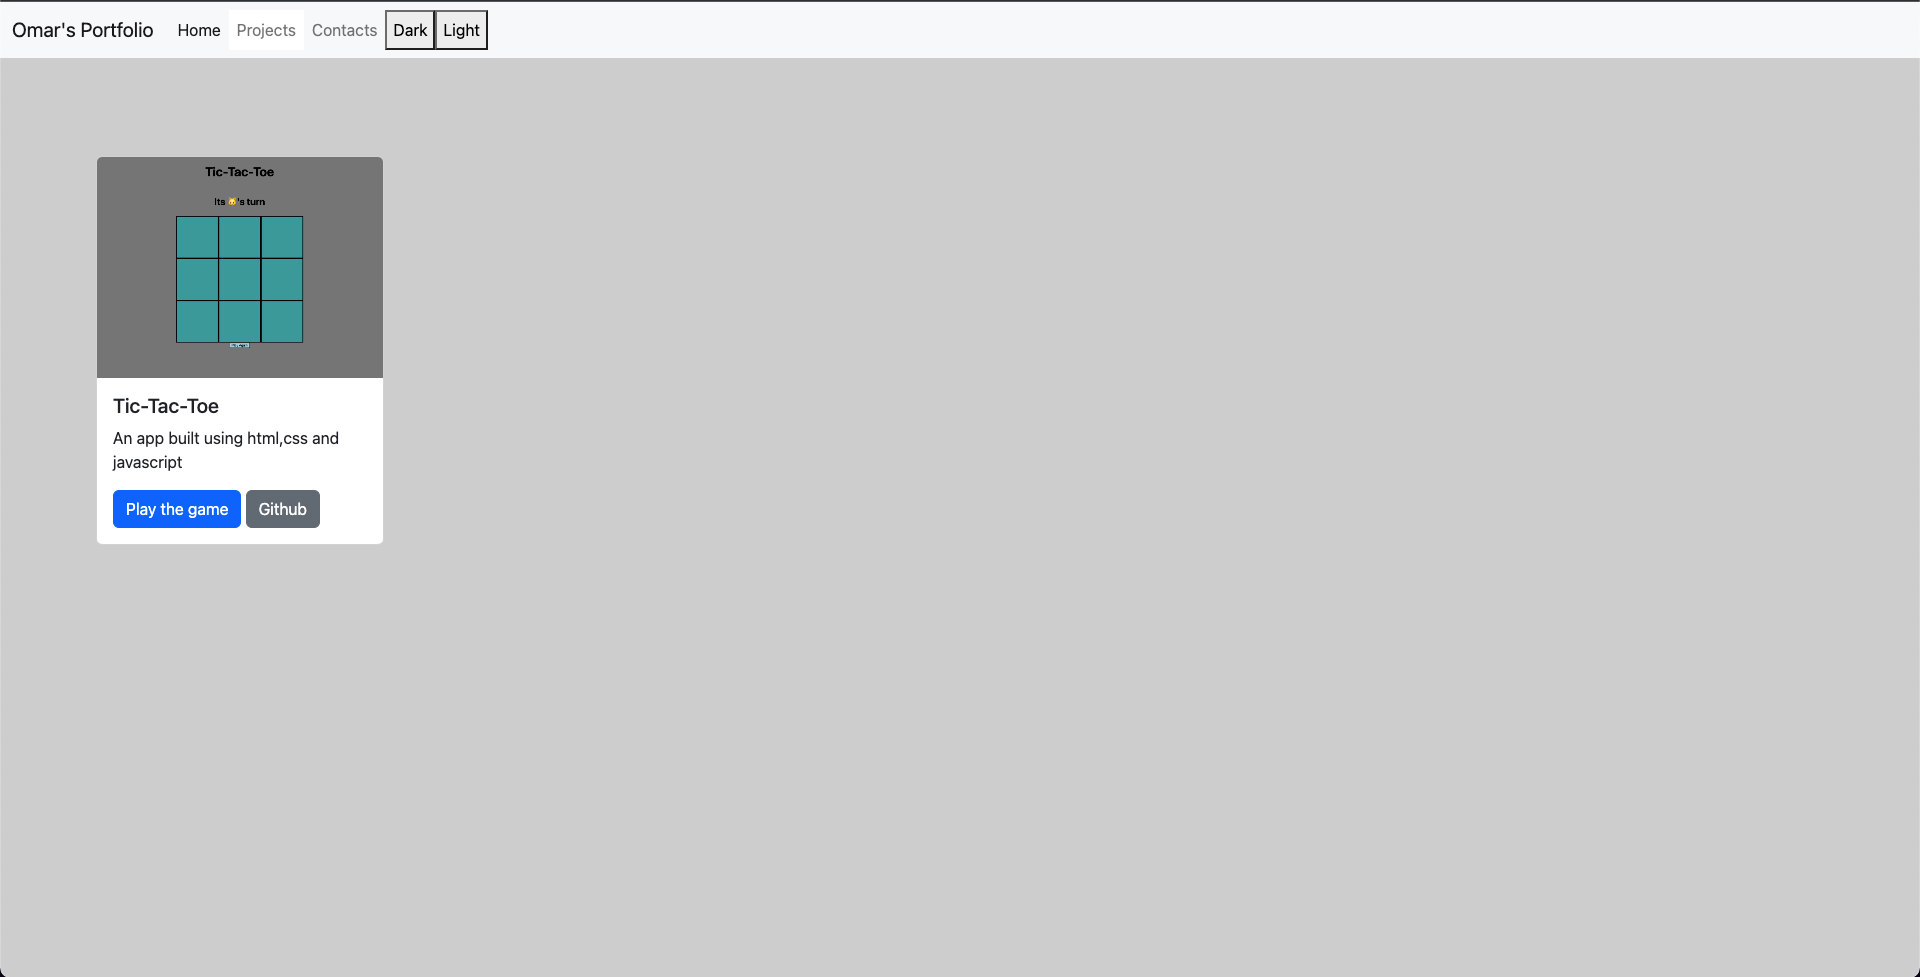 Omar's Portfolio Home Projects Contacts Dark Light
Tic-Tac-Toe
Its 's turn
Tic-Tac-Toe
An app built using html,css and
javascript
Play the game Github